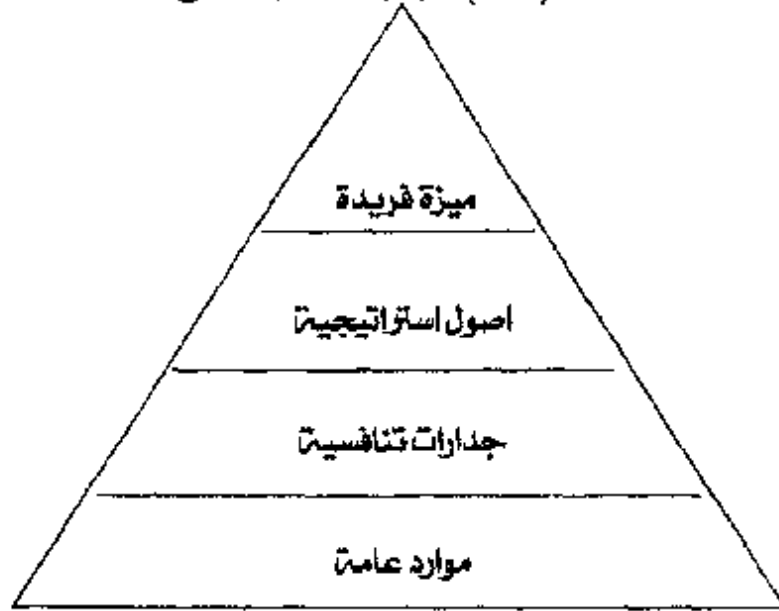 ميزة فريدة
اصول استراتيجية
جدارات تنافسية
موارد عامة